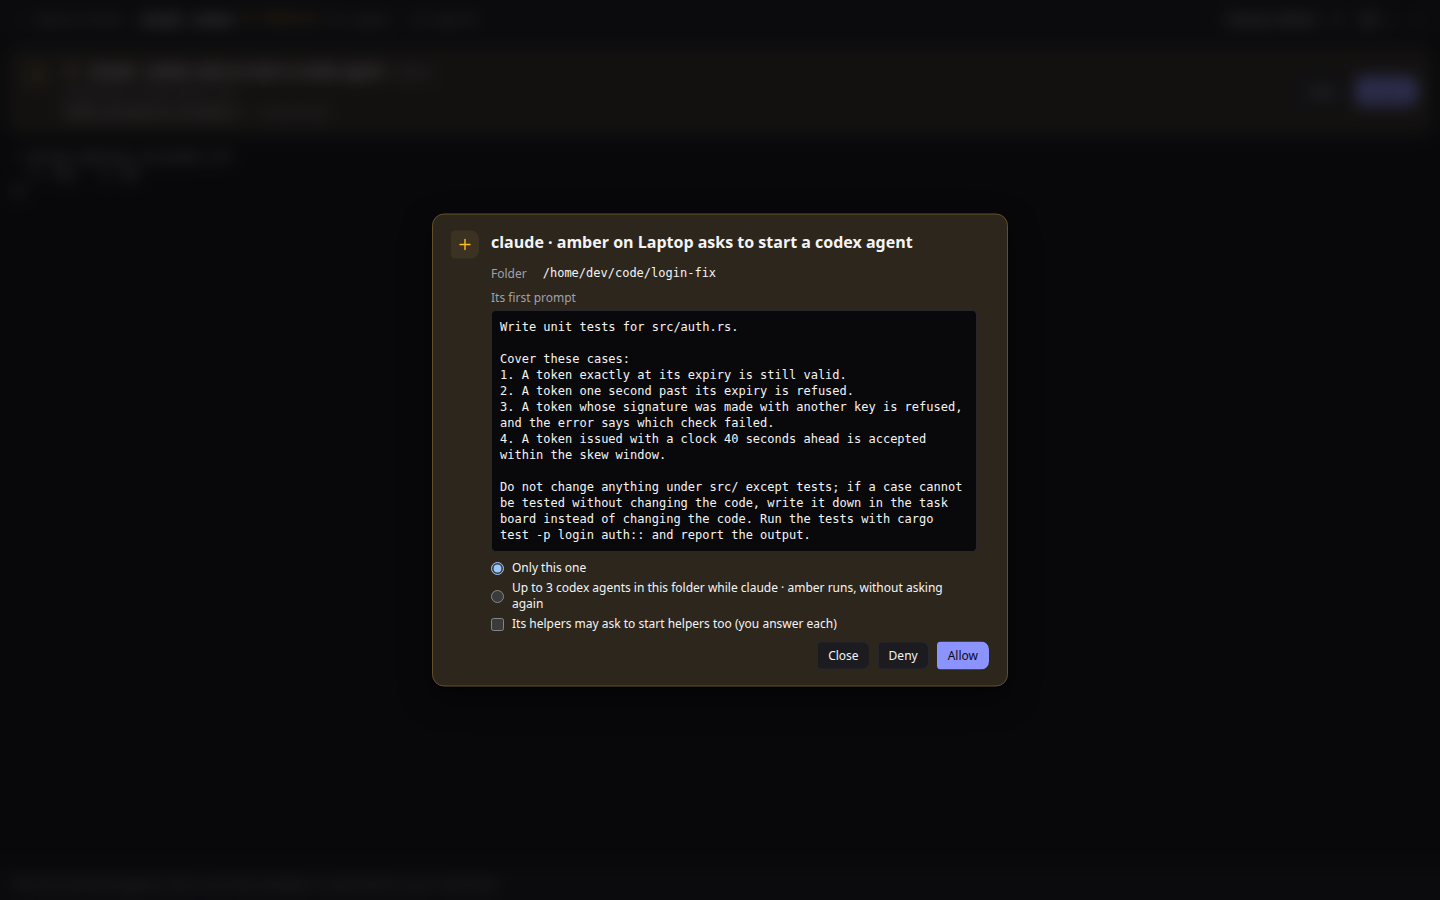 claude · amber on Laptop asks to start a codex agent
Folder /home/dev/code/login-fix
Its first prompt
Write unit tests for src/auth.rs.
Cover these cases:
1. A token exactly at its expiry is still valid.
2. A token one second past its expiry is refused.
3. A token whose signature was made with another key is refused,
and the error says which check failed.
4. A token issued with a clock 40 seconds ahead is accepted
within the skew window.
Do not change anything under src/ except tests; if a case cannot
be tested without changing the code, write it down in the task
board instead of changing the code. Run the tests with cargo
test -p login auth:: and report the output.
Only this one
Up to 3 codex agents in this folder while claude · amber runs, without asking
again
Its helpers may ask to start helpers too (you answer each)
Close Deny Allow